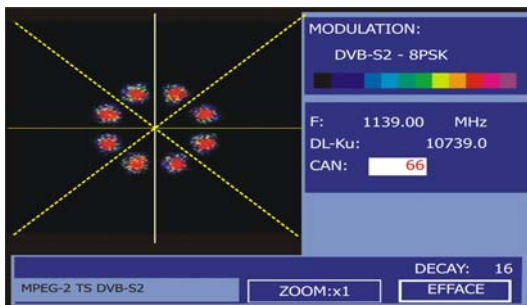 MODULATION:
DVB-S2 - 8PSK
F: 1139.00 MHz
DL-Ku: 10739.0
CAN: 66
DECAY: 16
MPEG-2 TS DVB-S2
ZOOM:x1
EFFACE